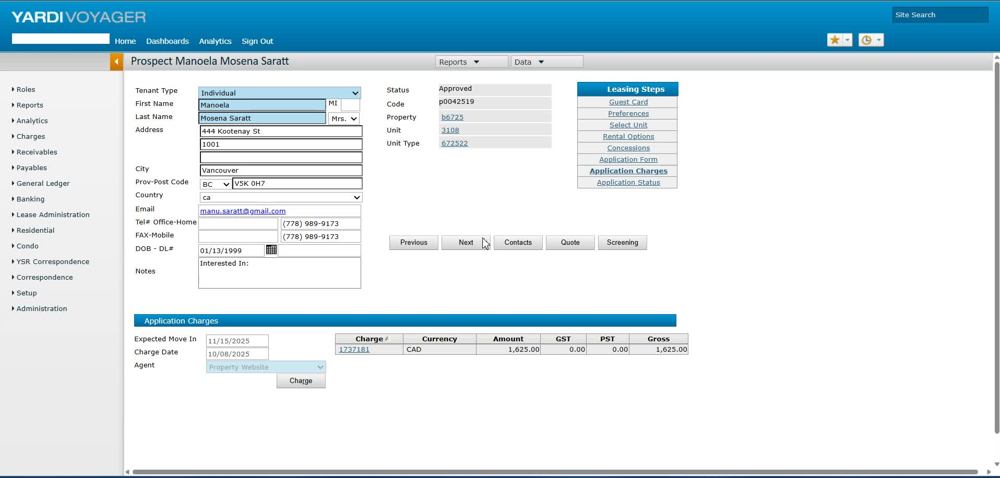 YARDI VOYAGER
Site Search
Home Dashboards Analytics Sign Out
Prospect Manoela Mosena Saratt
Reports
Data
Roles
Reports
Analytics
Charges
Receivables
Payables
General Ledger
Banking
Lease Administration
Residential
Condo
YSR Correspondence
Correspondence
Setup
Administration
Tenant Type Individual
First Name Manoela MI
Last Name Mosena Saratt Mrs.
Address 444 Kootenay St
1001
City Vancouver
Prov-Post Code BC V5K 0H7
Country ca
Email manu.saratt@gmail.com
Tel# Office-Home (778) 989-9173
FAX-Mobile (778) 989-9173
DOB - DL# 01/13/1999
Notes Interested In:
Status Approved
Code p0042519
Property b6725
Unit 3108
Unit Type 672522
Leasing Steps
Guest Card
Preferences
Select Unit
Rental Options
Concessions
Application Form
Application Charges
Application Status
Previous Next Contacts Quote Screening
Application Charges
Expected Move In 11/15/2025
Charge Date 10/08/2025
Agent Property Website
Charge
Charge Currency Amount GST PST Gross
1737181 CAD 1,625.00 0.00 0.00 1,625.00